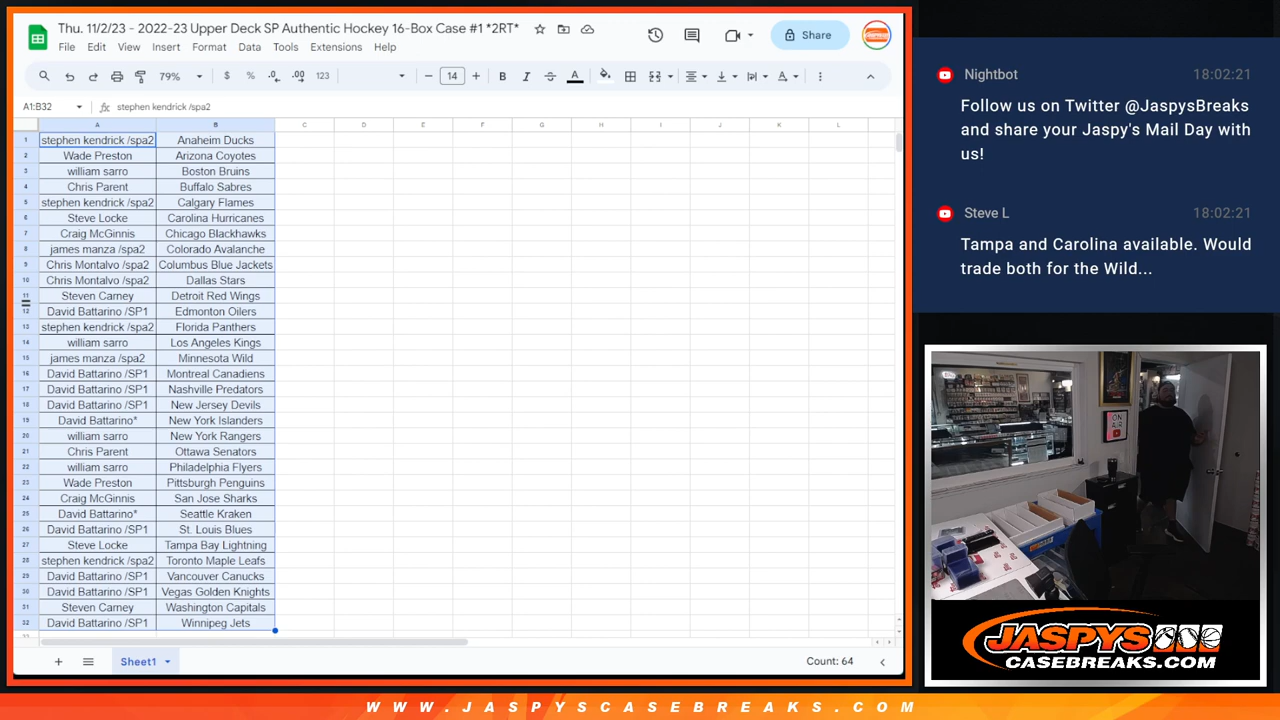 Thu. 11/2/23 - 2022-23 Upper Deck SP Authentic Hockey 16-Box Case #1 *2RT*
Share
File Edit View Insert Format Data Tools Extensions Help
79% $ % .0 .00 123 14 B I A
A1:B32 fx stephen kendrick /spa2
A B C D E F G H I J K L
1 stephen kendrick /spa2 Anaheim Ducks
2 Wade Preston Arizona Coyotes
3 william sarro Boston Bruins
4 Chris Parent Buffalo Sabres
5 stephen kendrick /spa2 Calgary Flames
6 Steve Locke Carolina Hurricanes
7 Craig McGinnis Chicago Blackhawks
8 james manza /spa2 Colorado Avalanche
9 Chris Montalvo /spa2 Columbus Blue Jackets
10 Chris Montalvo /spa2 Dallas Stars
11 Steven Carney Detroit Red Wings
12 David Battarino /SP1 Edmonton Oilers
13 stephen kendrick /spa2 Florida Panthers
14 william sarro Los Angeles Kings
15 james manza /spa2 Minnesota Wild
16 David Battarino /SP1 Montreal Canadiens
17 David Battarino /SP1 Nashville Predators
18 David Battarino /SP1 New Jersey Devils
19 David Battarino* New York Islanders
20 william sarro New York Rangers
21 Chris Parent Ottawa Senators
22 william sarro Philadelphia Flyers
23 Wade Preston Pittsburgh Penguins
24 Craig McGinnis San Jose Sharks
25 David Battarino* Seattle Kraken
26 David Battarino /SP1 St. Louis Blues
27 Steve Locke Tampa Bay Lightning
28 stephen kendrick /spa2 Toronto Maple Leafs
29 David Battarino /SP1 Vancouver Canucks
30 David Battarino /SP1 Vegas Golden Knights
31 Steven Carney Washington Capitals
32 David Battarino /SP1 Winnipeg Jets
Sheet1
Count: 64
Nightbot 18:02:21
Follow us on Twitter @JaspysBreaks
and share your Jaspy's Mail Day with
us!
Steve L 18:02:21
Tampa and Carolina available. Would
trade both for the Wild...
ON
AIR
JASPYS
CASEBREAKS.COM
WWW.JASPYSCASEBREAKS.COM